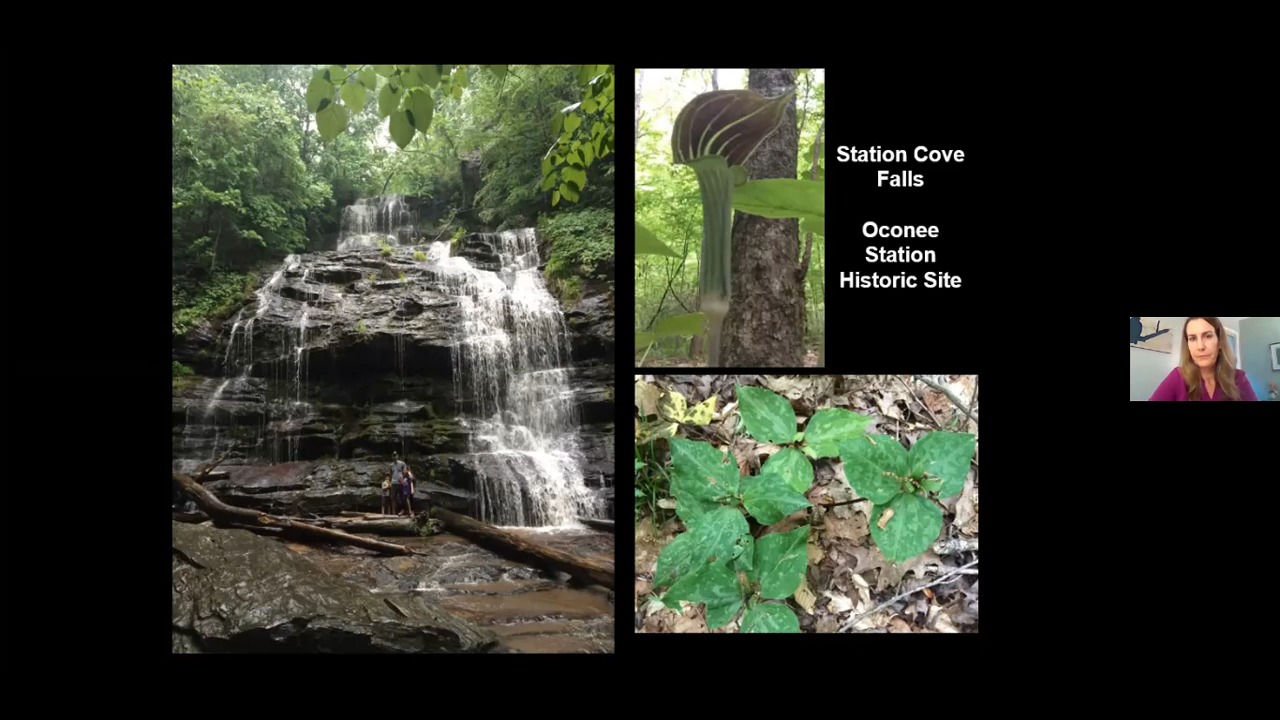 Station Cove
Falls
Oconee
Station
Historic Site